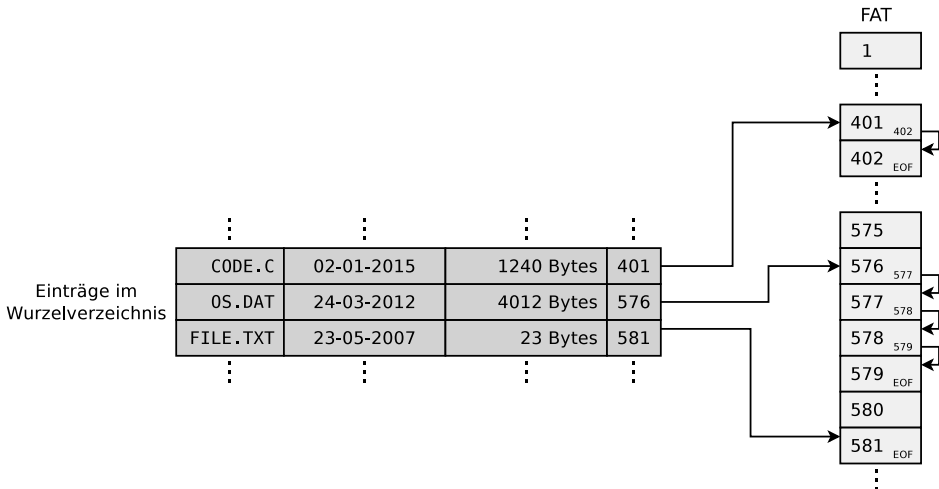 FAT
1
401 402
402 EOF
575
CODE.C 02-01-2015 1240 Bytes 401
576 577
Einträge im
Wurzelverzeichnis
OS.DAT 24-03-2012 4012 Bytes 576
577 578
FILE.TXT 23-05-2007 23 Bytes 581
578 579
579 EOF
580
581 EOF